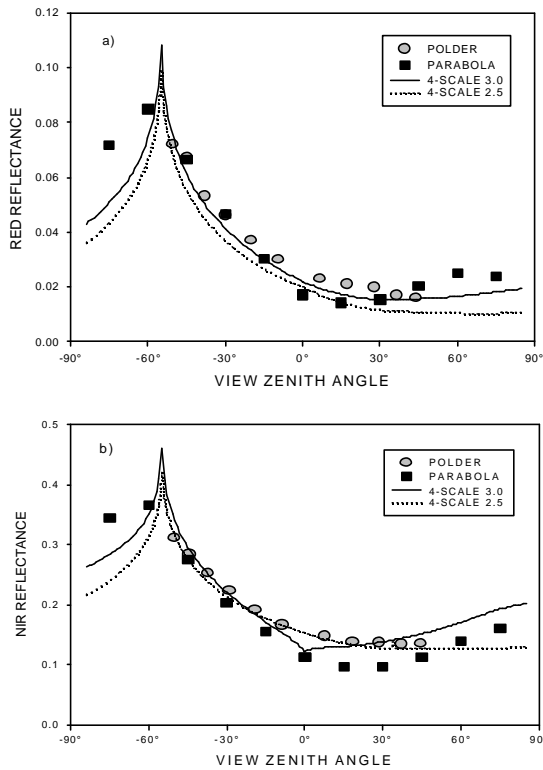 a)
POLDER
PARABOLA
4-SCALE 3.0
4-SCALE 2.5
RED REFLECTANCE
0.12
0.10
0.08
0.06
0.04
0.02
0.00
-90° -60° -30° 0° 30° 60° 90°
VIEW ZENITH ANGLE
b)
POLDER
PARABOLA
4-SCALE 3.0
4-SCALE 2.5
NIR REFLECTANCE
0.5
0.4
0.3
0.2
0.1
0.0
-90° -60° -30° 0° 30° 60° 90°
VIEW ZENITH ANGLE